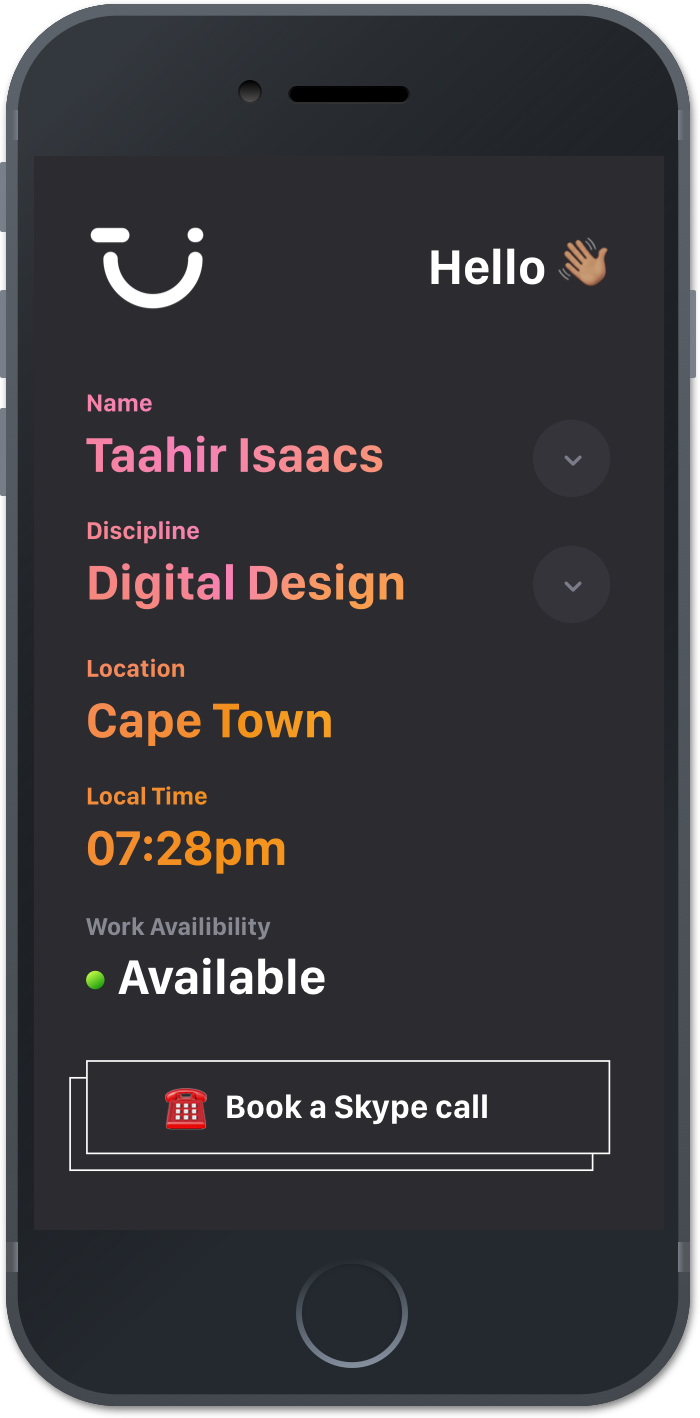 Hello 👋🏽
Name
Taahir Isaacs
Discipline
Digital Design
Location
Cape Town
Local Time
07:28pm
Work Availibility
Available
Book a Skype call